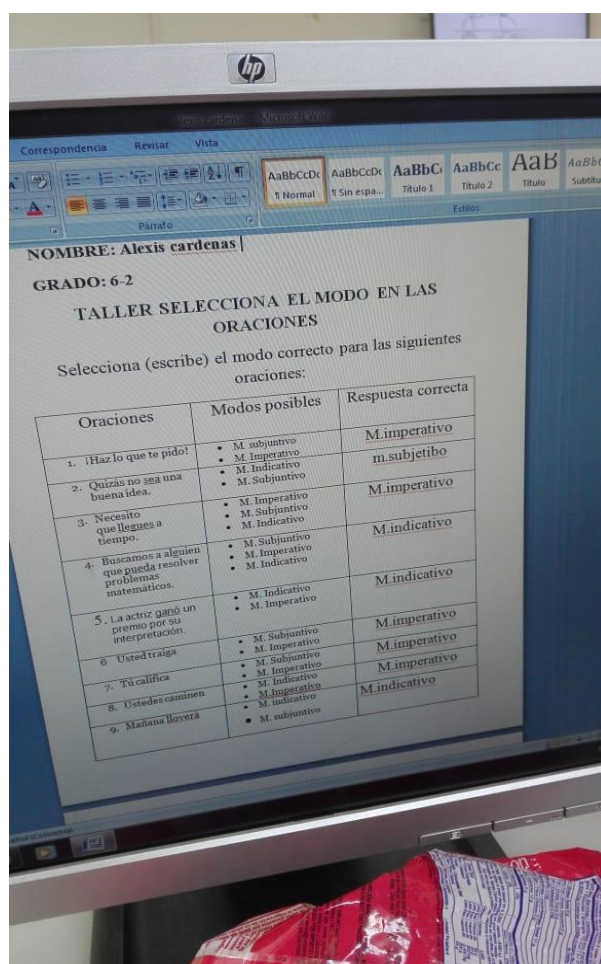 hp
Correspondencia Revisar Vista
AaBbCcDc AaBbCcDc AaBbC AaBbCc AaB AaBb
¶ Normal ¶ Sin espa... Título 1 Título 2 Título Subtítu
Párrafo Estilos
NOMBRE: Alexis cardenas
GRADO: 6-2
TALLER SELECCIONA EL MODO EN LAS
ORACIONES
Selecciona (escribe) el modo correcto para las siguientes
oraciones:
Oraciones Modos posibles Respuesta correcta
1. ¡Haz lo que te pido!
• M. subjuntivo
• M. Imperativo
M.imperativo
2. Quizás no sea una
buena idea.
• M. Indicativo
• M. Subjuntivo
m.subjetibo
3. Necesito
que llegues a
tiempo.
• M. Imperativo
• M. Subjuntivo
• M. Indicativo
M.imperativo
4. Buscamos a alguien
que pueda resolver
problemas
matemáticos.
• M. Subjuntivo
• M. Imperativo
• M. Indicativo
M.indicativo
5. La actriz ganó un
premio por su
interpretación.
• M. Indicativo
• M. Imperativo
M.indicativo
6. Usted traiga
• M. Subjuntivo
• M. Imperativo
M.imperativo
7. Tú califica
• M. Subjuntivo
• M. Imperativo
M.imperativo
8. Ustedes caminen
• M. Indicativo
• M.Imperativo
M.imperativo
9. Mañana lloverá
• M. indicativo
• M. subjuntivo
M.indicativo